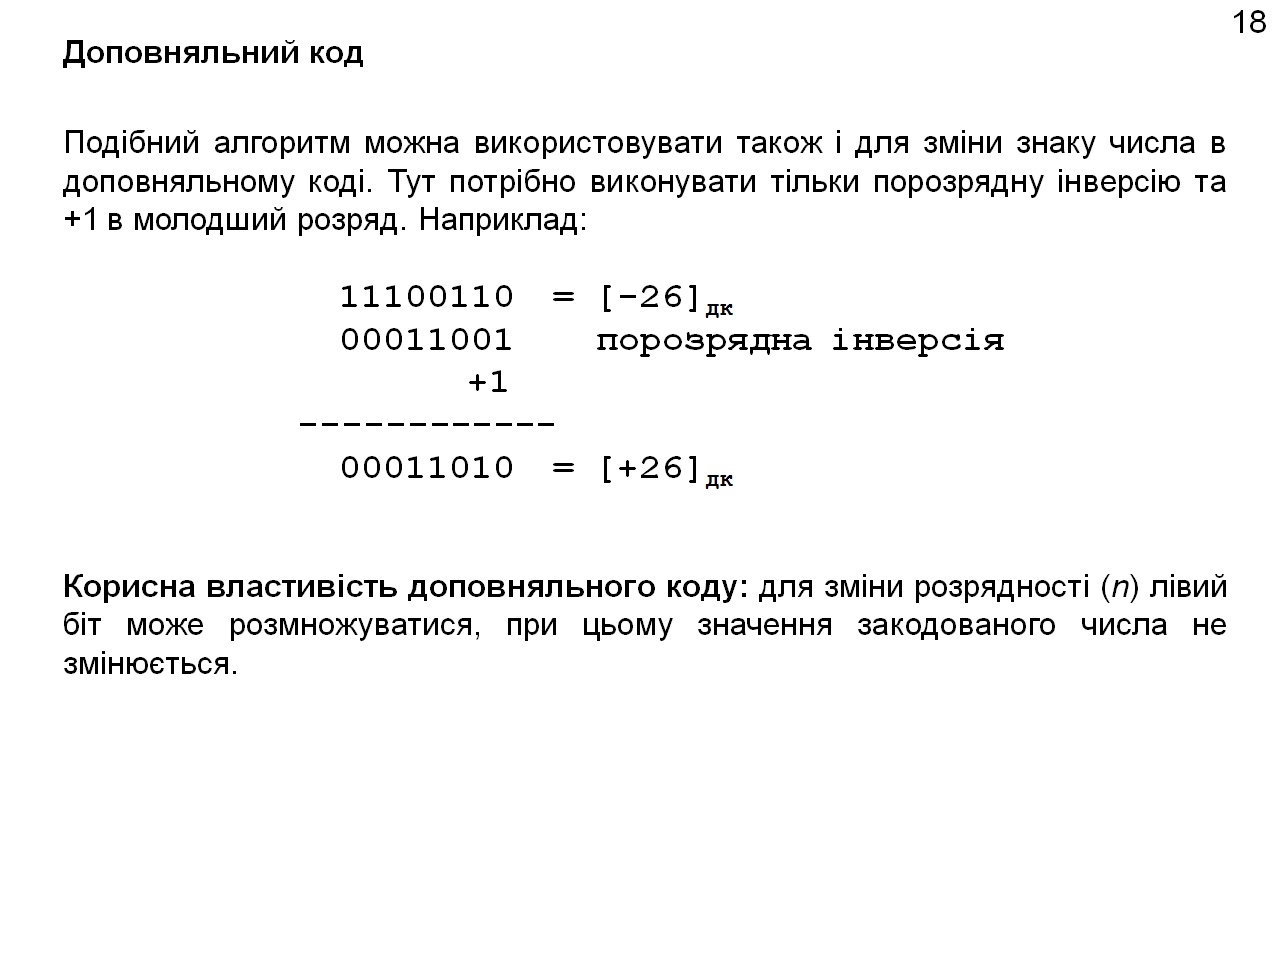 18
Доповняльний код
Подібний алгоритм можна використовувати також і для зміни знаку числа в
доповняльному коді. Тут потрібно виконувати тільки порозрядну інверсію та
+1 в молодший розряд. Наприклад:
11100110 = [-26]дк
00011001 порозрядна інверсія
+1
------------
00011010 = [+26]дк
Корисна властивість доповняльного коду: для зміни розрядності (n) лівий
біт може розмножуватися, при цьому значення закодованого числа не
змінюється.